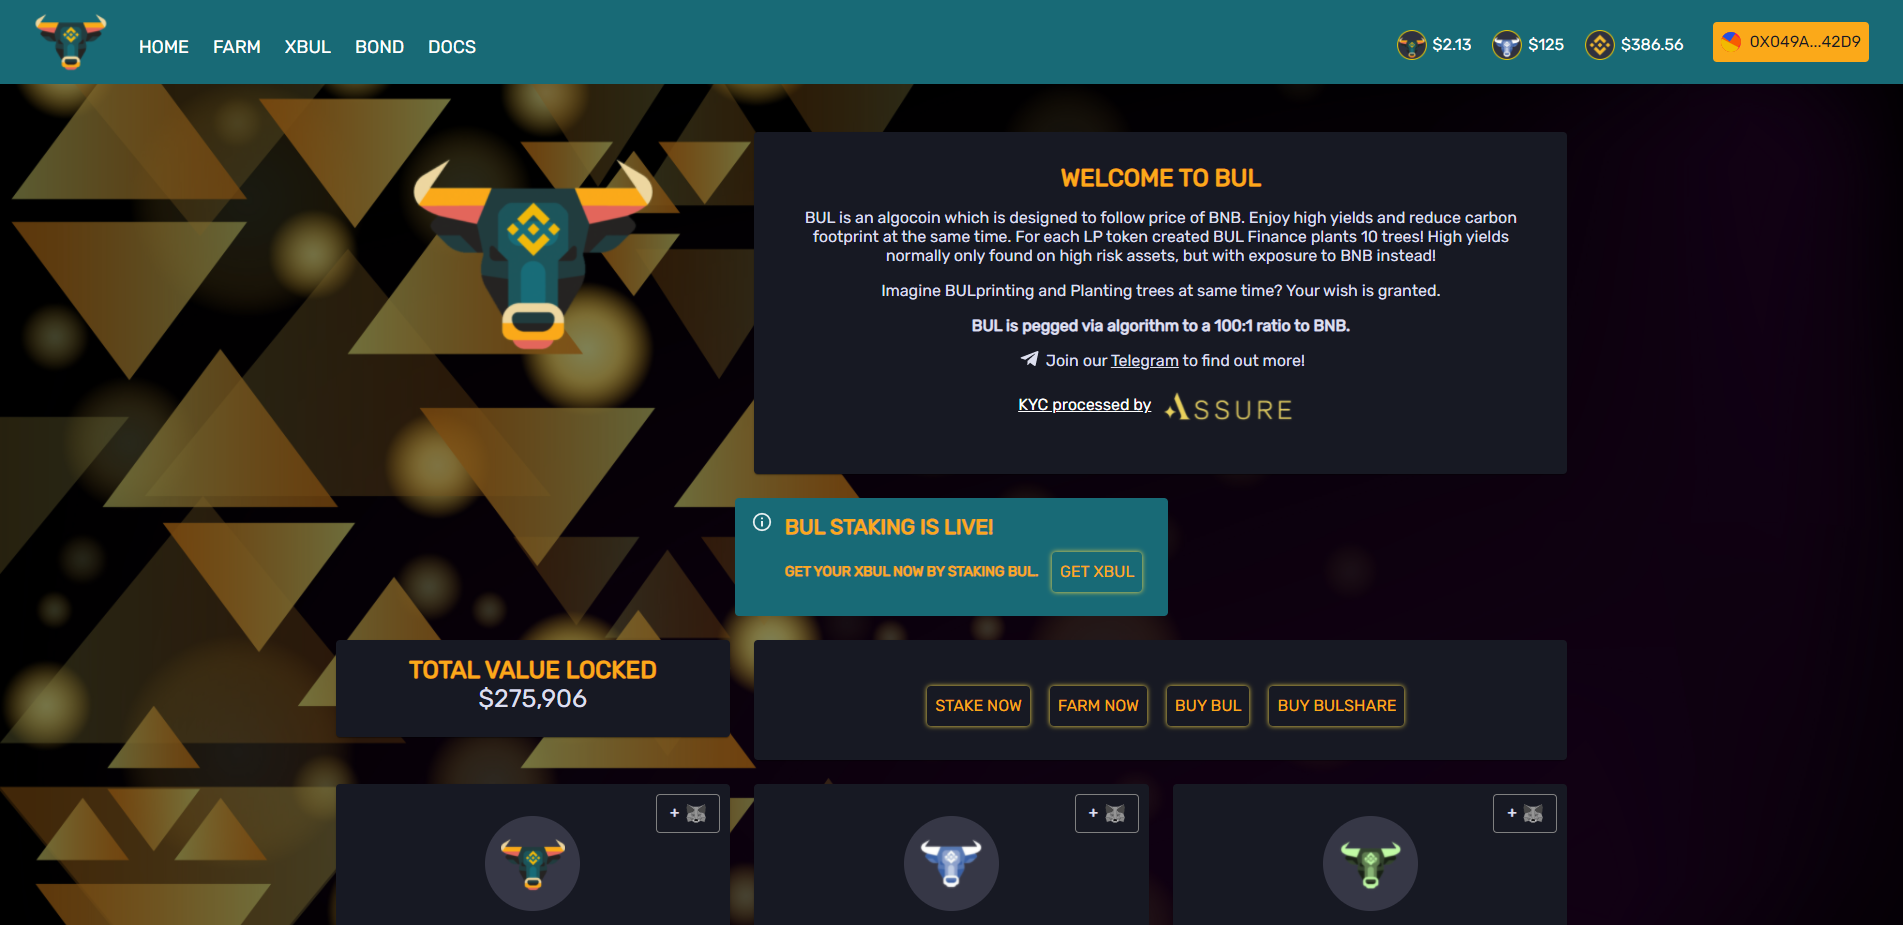 HOME FARM XBUL BOND DOCS
$2.13 $125 $386.56 0X049A...42D9
WELCOME TO BUL
BUL is an algocoin which is designed to follow price of BNB. Enjoy high yields and reduce carbon
footprint at the same time. For each LP token created BUL Finance plants 10 trees! High yields
normally only found on high risk assets, but with exposure to BNB instead!
Imagine BULprinting and Planting trees at same time? Your wish is granted.
BUL is pegged via algorithm to a 100:1 ratio to BNB.
Join our Telegram to find out more!
KYC processed by ASSURE
BUL STAKING IS LIVE!
GET YOUR XBUL NOW BY STAKING BUL. GET XBUL
TOTAL VALUE LOCKED
$275,906
STAKE NOW FARM NOW BUY BUL BUY BULSHARE
+
+
+